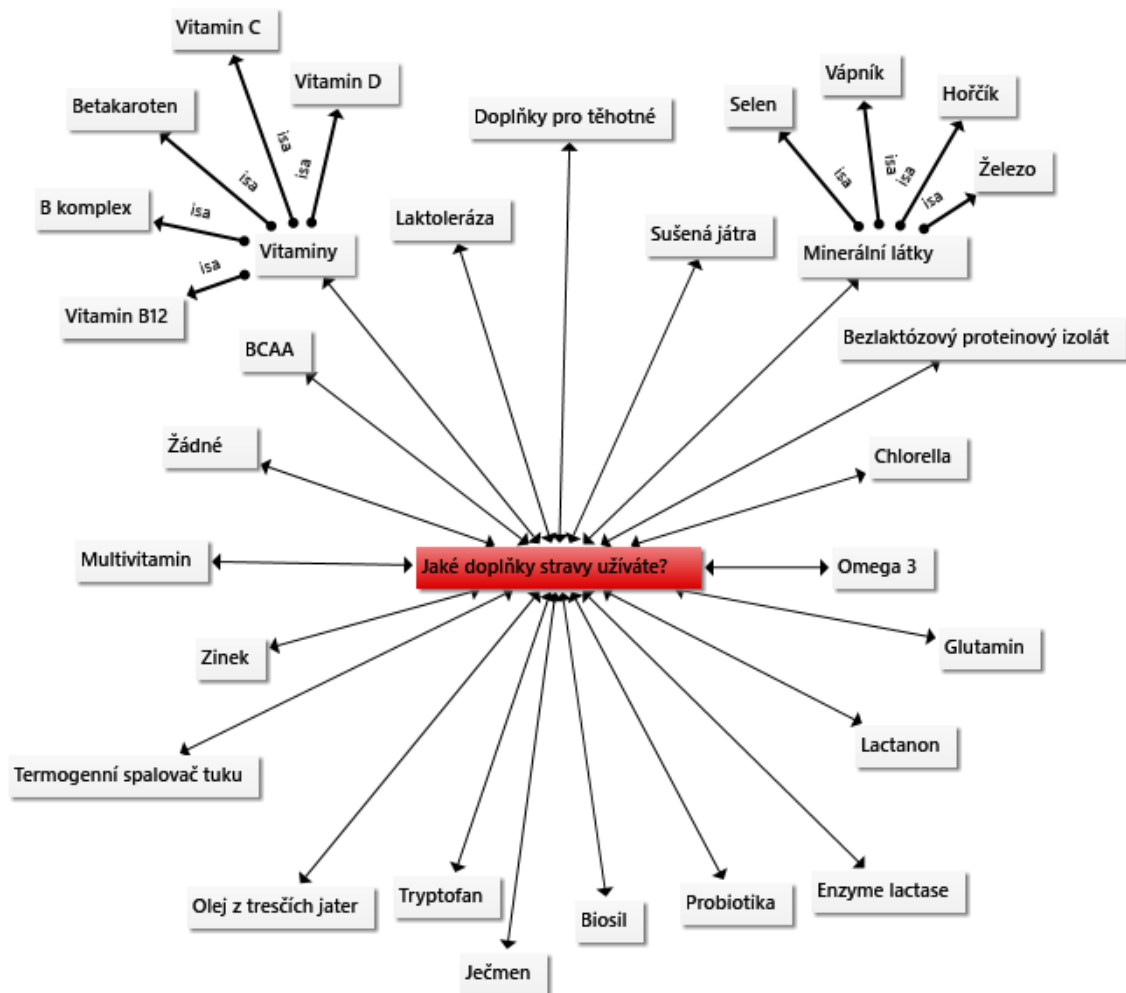 Vitamin C
Vitamin D
Betakaroten
B komplex
Vitamin B12
isa
isa
isa
isa
isa
Vitaminy
Doplňky pro těhotné
Laktoleráza
Sušená játra
Selen
Vápník
Hořčík
Železo
isa
isa
isa
isa
Minerální látky
BCAA
Bezlaktózový proteinový izolát
Žádné
Chlorella
Multivitamin
Jaké doplňky stravy užíváte?
Omega 3
Zinek
Glutamin
Termogenní spalovač tuku
Lactanon
Olej z tresčích jater
Tryptofan
Ječmen
Biosil
Probiotika
Enzyme lactase